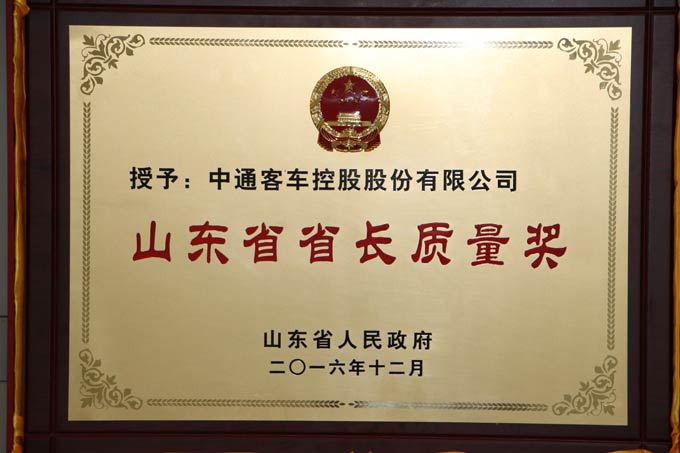 授予：中通客车控股股份有限公司
山东省省长质量奖
山东省人民政府
二〇一六年十二月